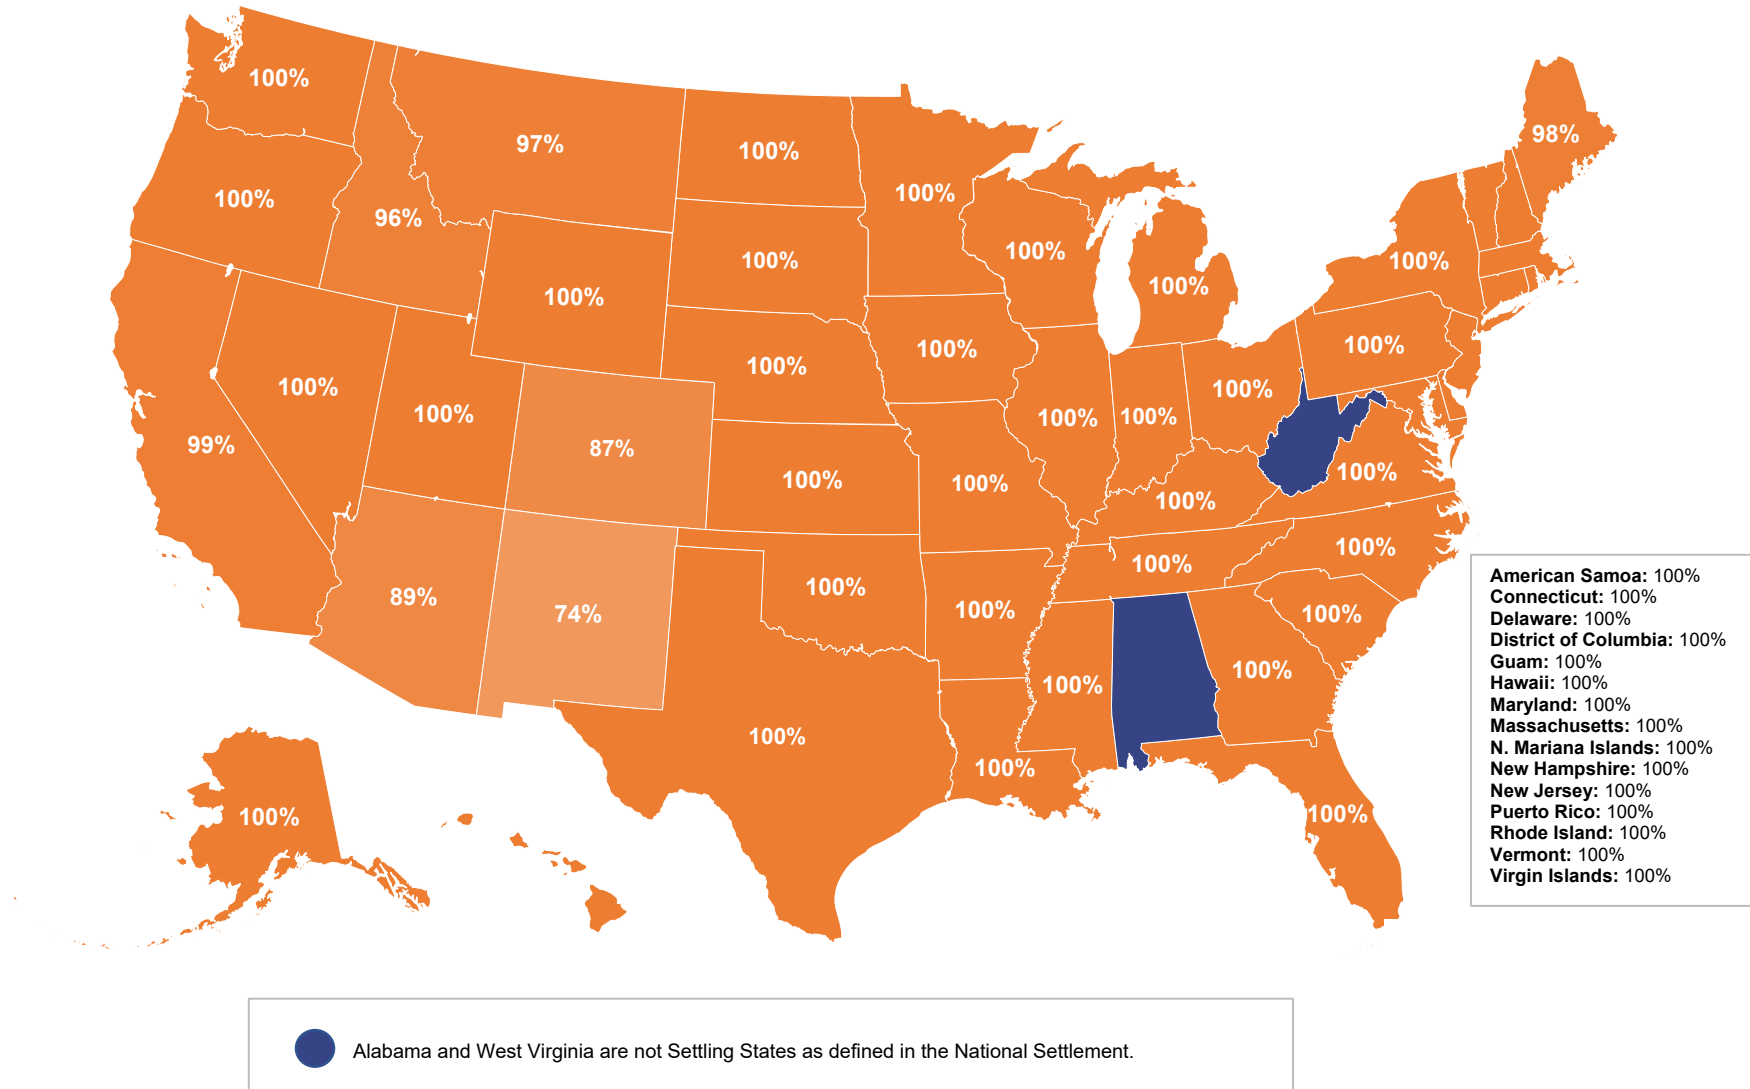 100%
98%
97%
100%
100%
100%
96%
100%
100%
100%
100%
100%
100%
100%
100%
100%
100%
100%
100%
100%
99%
87%
100%
100%
100%
100%
100%
100%
100%
100%
89%
74%
100%
100%
100%
100%
100%
100%
100%
100%
100%
American Samoa: 100%
Connecticut: 100%
Delaware: 100%
District of Columbia: 100%
Guam: 100%
Hawaii: 100%
Maryland: 100%
Massachusetts: 100%
N. Mariana Islands: 100%
New Hampshire: 100%
New Jersey: 100%
Puerto Rico: 100%
Rhode Island: 100%
Vermont: 100%
Virgin Islands: 100%
Alabama and West Virginia are not Settling States as defined in the National Settlement.